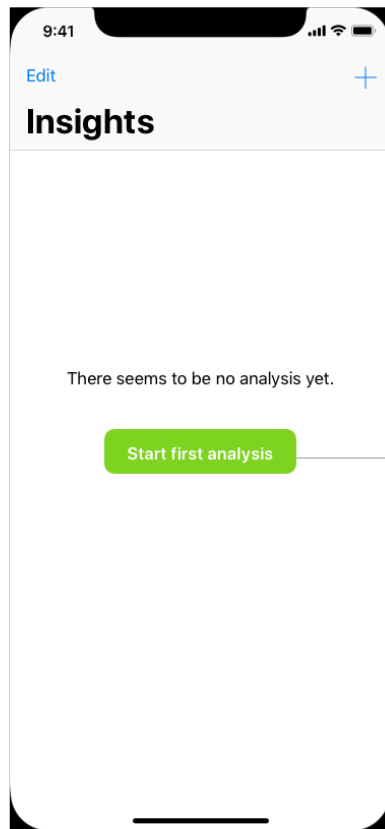 9:41
Edit
Insights
There seems to be no analysis yet.
Start first analysis